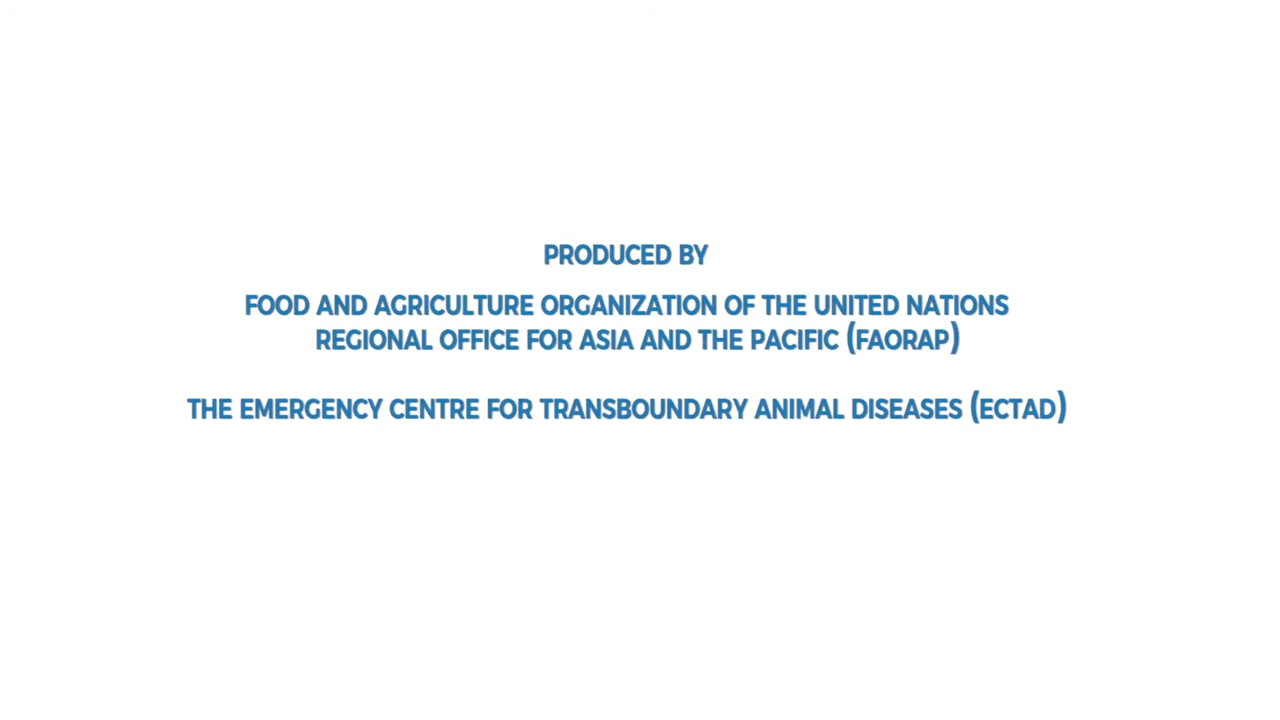 PRODUCED BY
FOOD AND AGRICULTURE ORGANIZATION OF THE UNITED NATIONS
REGIONAL OFFICE FOR ASIA AND THE PACIFIC (FAORAP)
THE EMERGENCY CENTRE FOR TRANSBOUNDARY ANIMAL DISEASES (ECTAD)